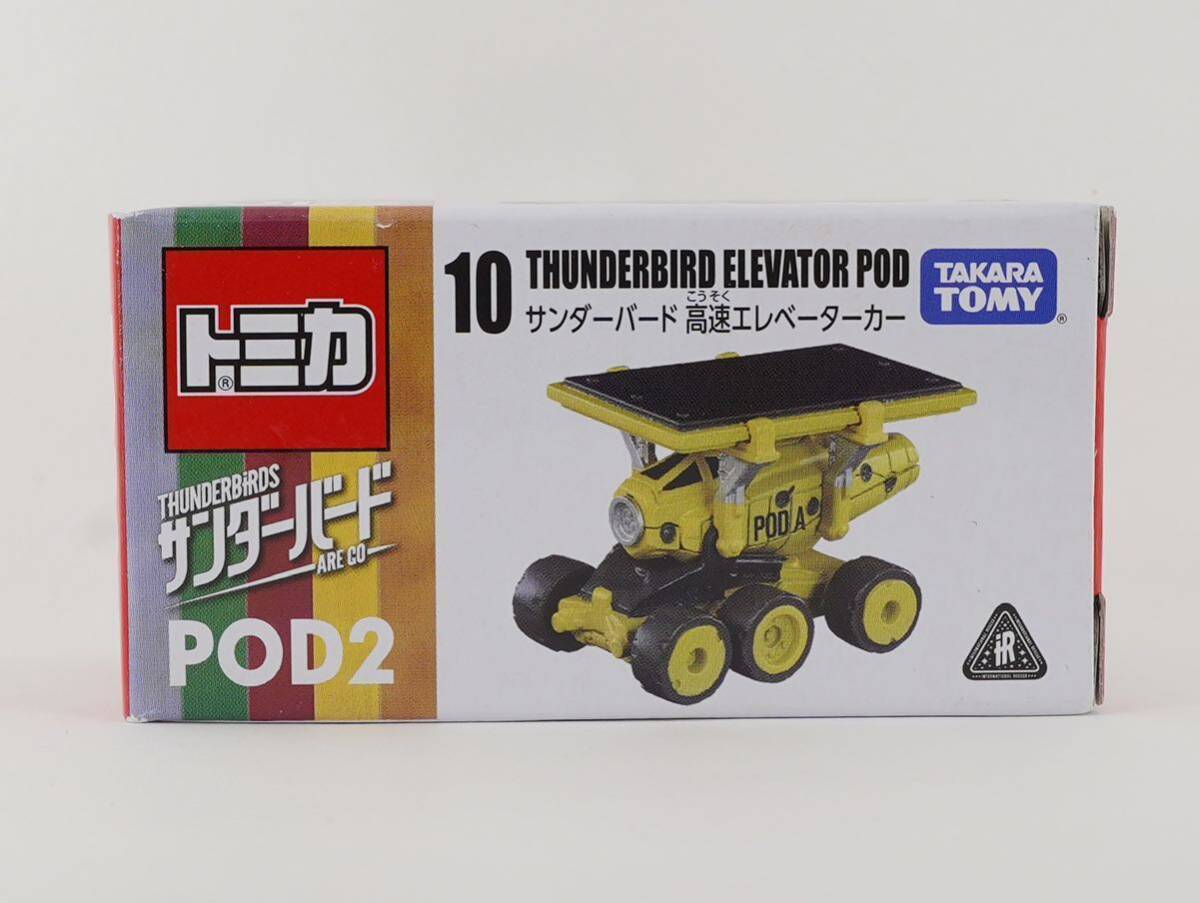 トミカ
®
THUNDERBiRDS
サンダーバード
ARE GO
POD2
10
THUNDERBIRD ELEVATOR POD
こうそく
サンダーバード 高速エレベーターカー
TAKARA
TOMY
®
POD A
iR
INTERNATIONAL RESCUE